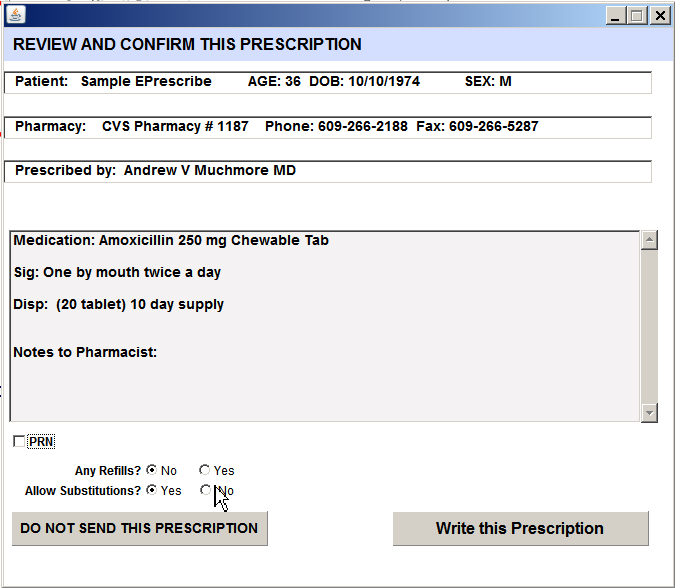 REVIEW AND CONFIRM THIS PRESCRIPTION
Patient: Sample EPrescribe AGE: 36 DOB: 10/10/1974 SEX: M
Pharmacy: CVS Pharmacy # 1187 Phone: 609-266-2188 Fax: 609-266-5287
Prescribed by: Andrew V Muchmore MD
Medication: Amoxicillin 250 mg Chewable Tab
Sig: One by mouth twice a day
Disp: (20 tablet) 10 day supply
Notes to Pharmacist:
PRN
Any Refills? No Yes
Allow Substitutions? Yes No
DO NOT SEND THIS PRESCRIPTION Write this Prescription